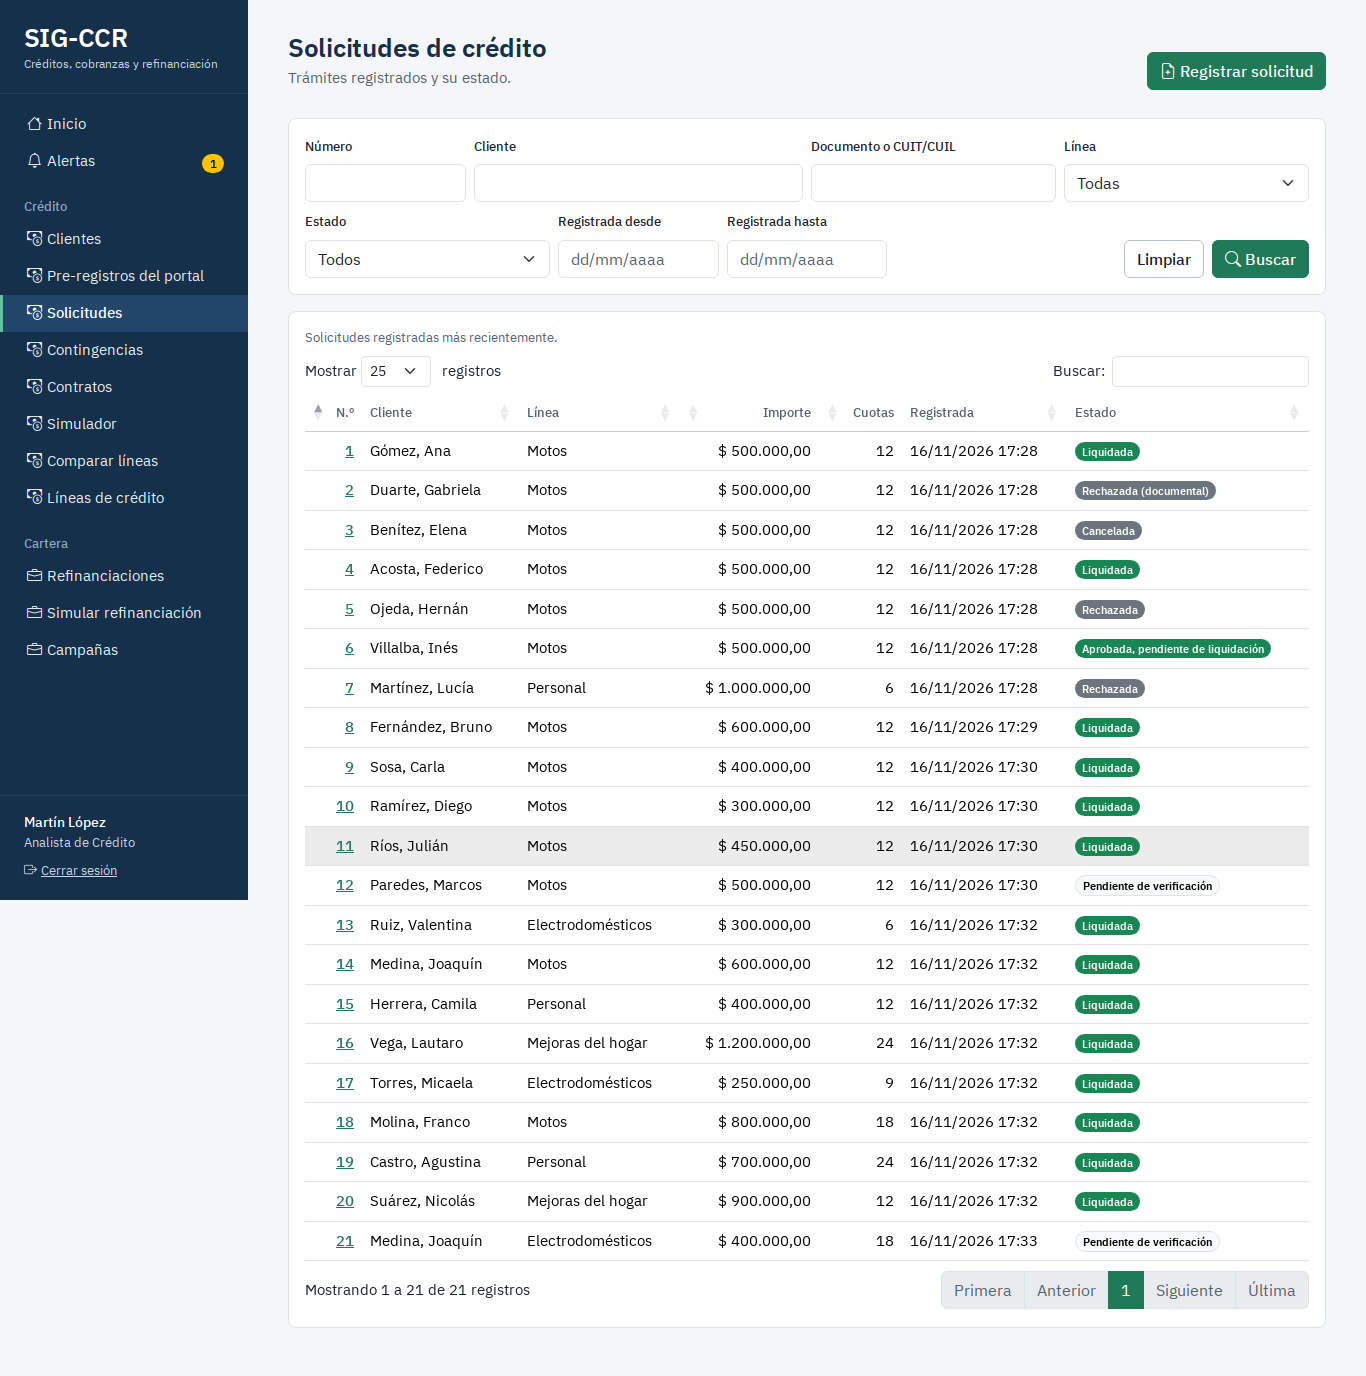 SIG-CCR
Créditos, cobranzas y refinanciación
Inicio
Alertas 1
Crédito
Clientes
Pre-registros del portal
Solicitudes
Contingencias
Contratos
Simulador
Comparar líneas
Líneas de crédito
Cartera
Refinanciaciones
Simular refinanciación
Campañas
Martín López
Analista de Crédito
Cerrar sesión
Solicitudes de crédito
Trámites registrados y su estado.
Registrar solicitud
Número Cliente Documento o CUIT/CUIL Línea
Todas
Estado Registrada desde Registrada hasta
Todos dd/mm/aaaa dd/mm/aaaa Limpiar Buscar
Solicitudes registradas más recientemente.
Mostrar 25 registros Buscar:
N.º Cliente Línea Importe Cuotas Registrada Estado
1 Gómez, Ana Motos $ 500.000,00 12 16/11/2026 17:28 Liquidada
2 Duarte, Gabriela Motos $ 500.000,00 12 16/11/2026 17:28 Rechazada (documental)
3 Benítez, Elena Motos $ 500.000,00 12 16/11/2026 17:28 Cancelada
4 Acosta, Federico Motos $ 500.000,00 12 16/11/2026 17:28 Liquidada
5 Ojeda, Hernán Motos $ 500.000,00 12 16/11/2026 17:28 Rechazada
6 Villalba, Inés Motos $ 500.000,00 12 16/11/2026 17:28 Aprobada, pendiente de liquidación
7 Martínez, Lucía Personal $ 1.000.000,00 6 16/11/2026 17:28 Rechazada
8 Fernández, Bruno Motos $ 600.000,00 12 16/11/2026 17:29 Liquidada
9 Sosa, Carla Motos $ 400.000,00 12 16/11/2026 17:30 Liquidada
10 Ramírez, Diego Motos $ 300.000,00 12 16/11/2026 17:30 Liquidada
11 Ríos, Julián Motos $ 450.000,00 12 16/11/2026 17:30 Liquidada
12 Paredes, Marcos Motos $ 500.000,00 12 16/11/2026 17:30 Pendiente de verificación
13 Ruiz, Valentina Electrodomésticos $ 300.000,00 6 16/11/2026 17:32 Liquidada
14 Medina, Joaquín Motos $ 600.000,00 12 16/11/2026 17:32 Liquidada
15 Herrera, Camila Personal $ 400.000,00 12 16/11/2026 17:32 Liquidada
16 Vega, Lautaro Mejoras del hogar $ 1.200.000,00 24 16/11/2026 17:32 Liquidada
17 Torres, Micaela Electrodomésticos $ 250.000,00 9 16/11/2026 17:32 Liquidada
18 Molina, Franco Motos $ 800.000,00 18 16/11/2026 17:32 Liquidada
19 Castro, Agustina Personal $ 700.000,00 24 16/11/2026 17:32 Liquidada
20 Suárez, Nicolás Mejoras del hogar $ 900.000,00 12 16/11/2026 17:32 Liquidada
21 Medina, Joaquín Electrodomésticos $ 400.000,00 18 16/11/2026 17:33 Pendiente de verificación
Mostrando 1 a 21 de 21 registros
Primera Anterior 1 Siguiente Última